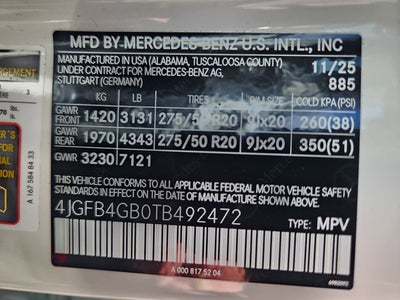 MFD BY MERCEDES-BENZ U.S. INTL., INC
MANUFACTURED IN USA (ALABAMA, TUSCALOOSA COUNTY) 11/25
UNDER CONTRACT FOR MERCEDES-BENZ AG, 885
STUTTGART
KG LB TIRES RIM SIZE COLD KPA(PSI)
GAWR FRONT 1420 3131 275/50 R20 9Jx20 260(38)
GAWR REAR 1970 4343 275/50 R20 9Jx20 350(51)
GVWR 3230 7121
THIS VEHICLE CONFORMS TO ALL APPLICABLE FEDERAL MOTOR VEHICLE SAFETY
STANDARDS IN EFFECT ON THE DATE OF MANUFACTURE SHOWN ABOVE.
4JGFB4GB0TB492472 TYPE: MPV
A 000 817 52 04
A 167 584 84 33